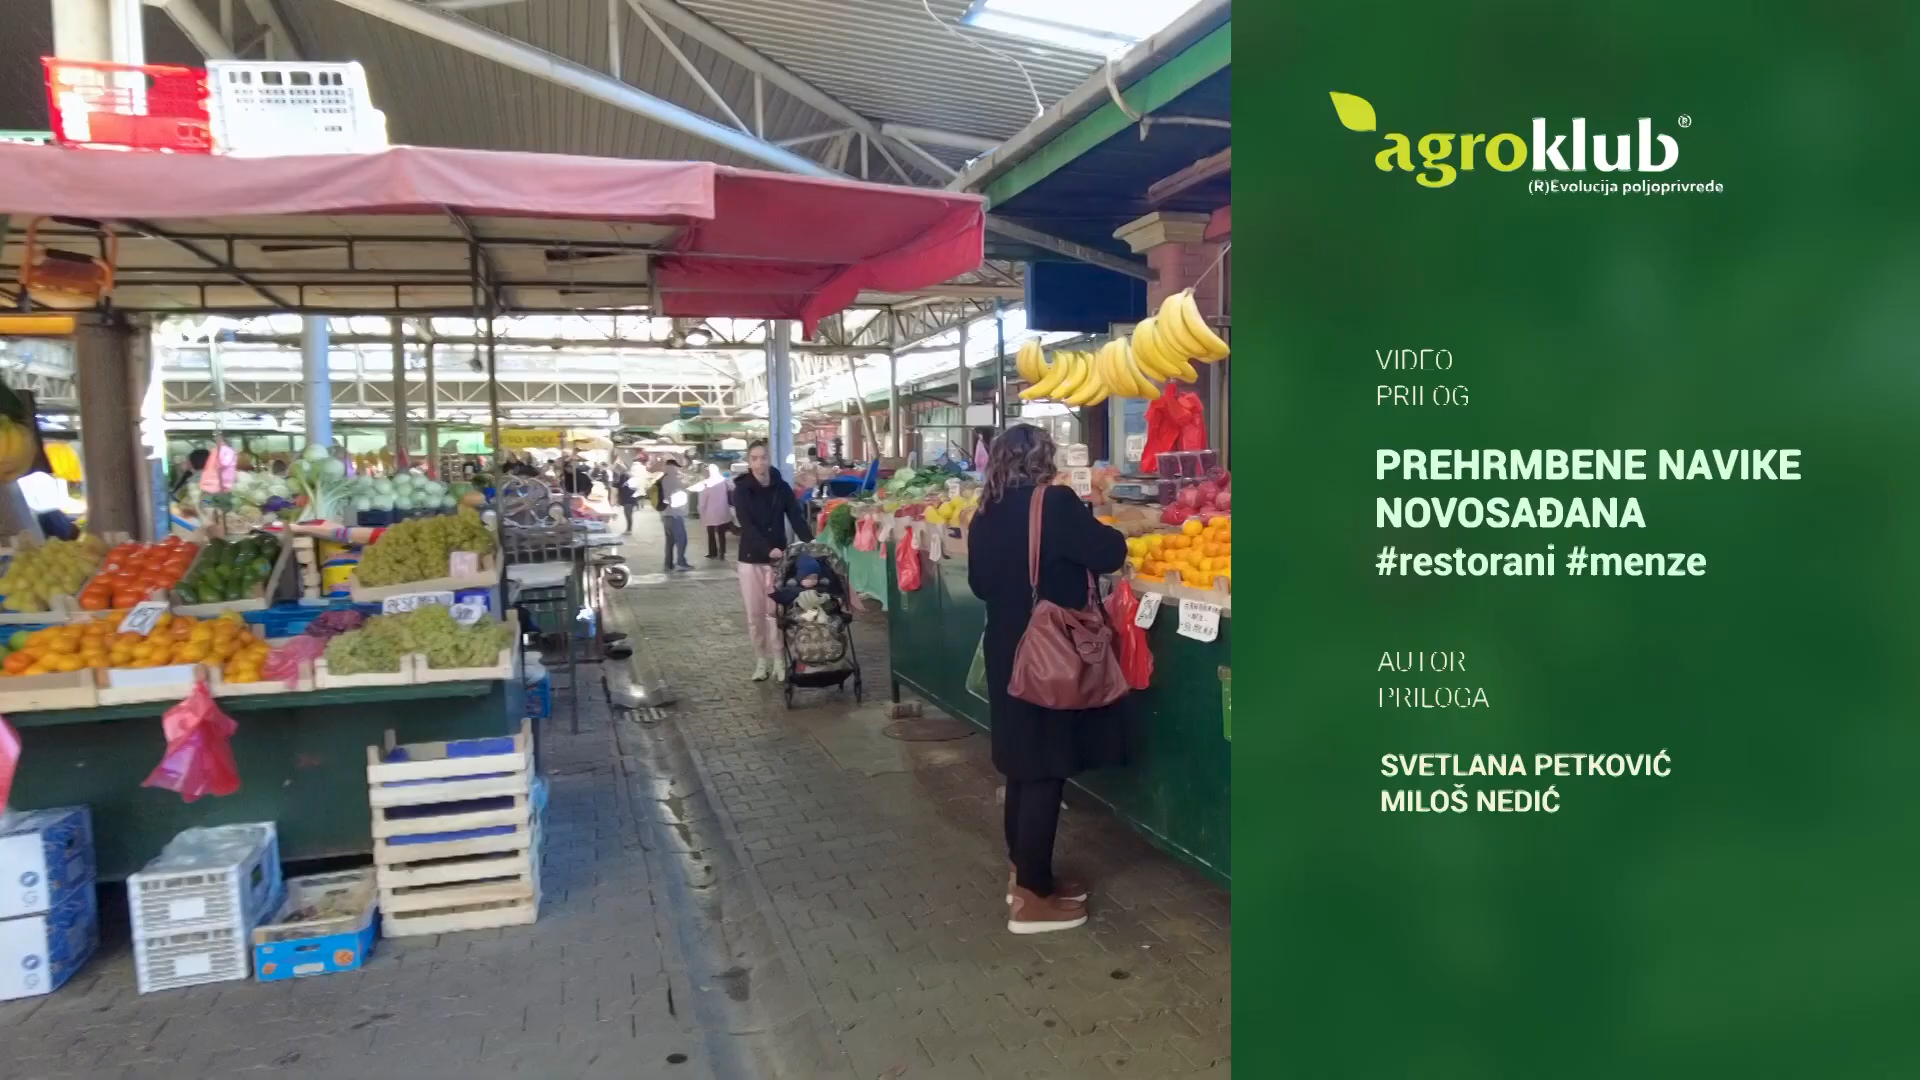 agroklub®
(R)Evolucija poljoprivrede
VIDEO
PRILOG
PREHRMBENE NAVIKE
NOVOSAĐANA
#restorani #menze
AUTOR
PRILOGA
SVETLANA PETKOVIĆ
MILOŠ NEDIĆ